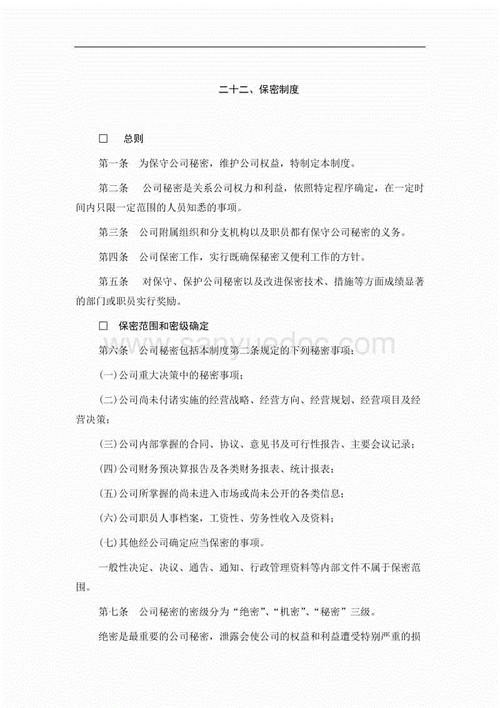 二十二、保密制度
□ 总则
第一条 为保守公司秘密，维护公司权益，特制定本制度。
第二条 公司秘密是关系公司权力和利益，依照特定程序确定，在一定时
间内只限一定范围的人员知悉的事项。
第三条 公司附属组织和分支机构以及职员都有保守公司秘密的义务。
第四条 公司保密工作，实行既确保秘密又便利工作的方针。
第五条 对保守、保护公司秘密以及改进保密技术、措施等方面成绩显著
的部门或职员实行奖励。
□ 保密范围和密级确定
www.sanyuedoc.com
第六条 公司秘密包括本制度第二条规定的下列秘密事项：
(一)公司重大决策中的秘密事项；
(二)公司尚未付诸实施的经营战略、经营方向、经营规划、经营项目及经
营决策；
(三)公司内部掌握的合同、协议、意见书及可行性报告、主要会议记录；
(四)公司财务预决算报告及各类财务报表、统计报表；
(五)公司所掌握的尚未进入市场或尚未公开的各类信息；
(六)公司职员人事档案，工资性、劳务性收入及资料；
(七)其他经公司确定应当保密的事项。
一般性决定、决议、通告、通知、行政管理资料等内部文件不属于保密范
围。
第七条 公司秘密的密级分为“绝密”、“机密”、“秘密”三级。
绝密是最重要的公司秘密，泄露会使公司的权益和利益遭受特别严重的损